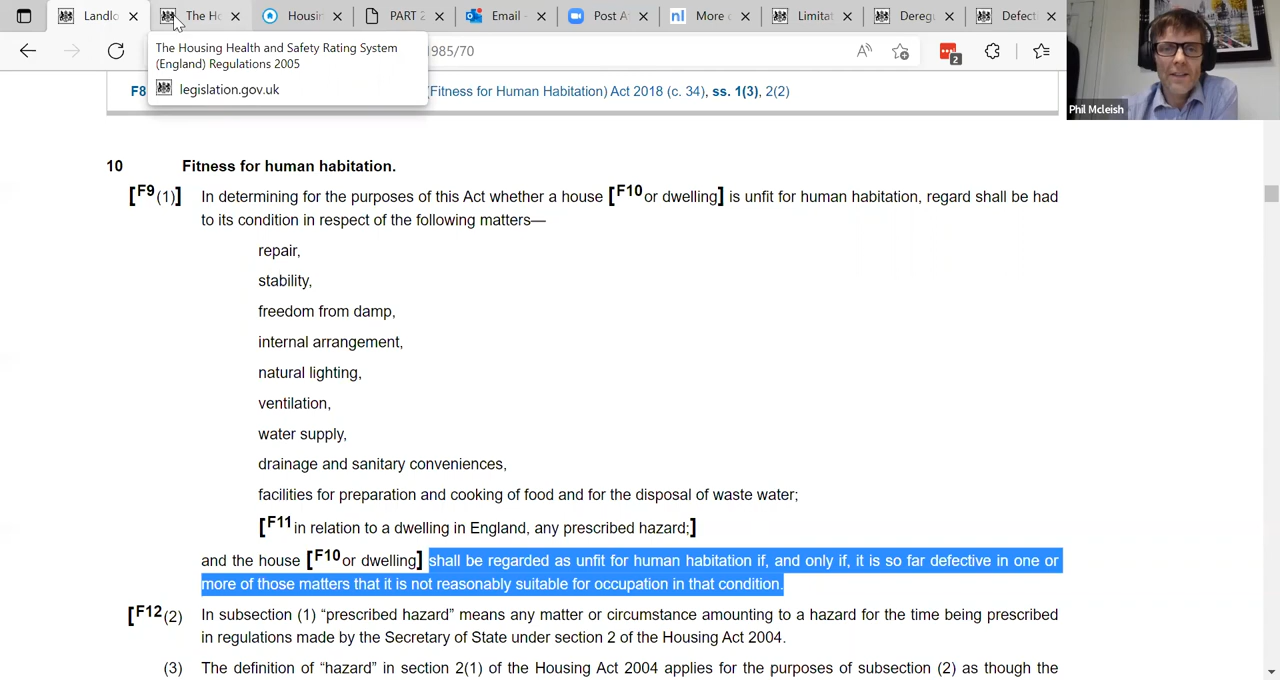 Landlo
The Ho
Housin
PART 2
Email -
Post A
More o
Limitat
Deregu
Defect
The Housing Health and Safety Rating System
(England) Regulations 2005
legislation.gov.uk
1985/70
2
Phil Mcleish
F8
(Fitness for Human Habitation) Act 2018 (c. 34), ss. 1(3), 2(2)
10 Fitness for human habitation.
[F9(1)] In determining for the purposes of this Act whether a house [F10or dwelling] is unfit for human habitation, regard shall be had
to its condition in respect of the following matters—
repair,
stability,
freedom from damp,
internal arrangement,
natural lighting,
ventilation,
water supply,
drainage and sanitary conveniences,
facilities for preparation and cooking of food and for the disposal of waste water;
[F11in relation to a dwelling in England, any prescribed hazard;]
and the house [F10or dwelling] shall be regarded as unfit for human habitation if, and only if, it is so far defective in one or
more of those matters that it is not reasonably suitable for occupation in that condition.
[F12(2) In subsection (1) “prescribed hazard” means any matter or circumstance amounting to a hazard for the time being prescribed
in regulations made by the Secretary of State under section 2 of the Housing Act 2004.
(3) The definition of “hazard” in section 2(1) of the Housing Act 2004 applies for the purposes of subsection (2) as though the